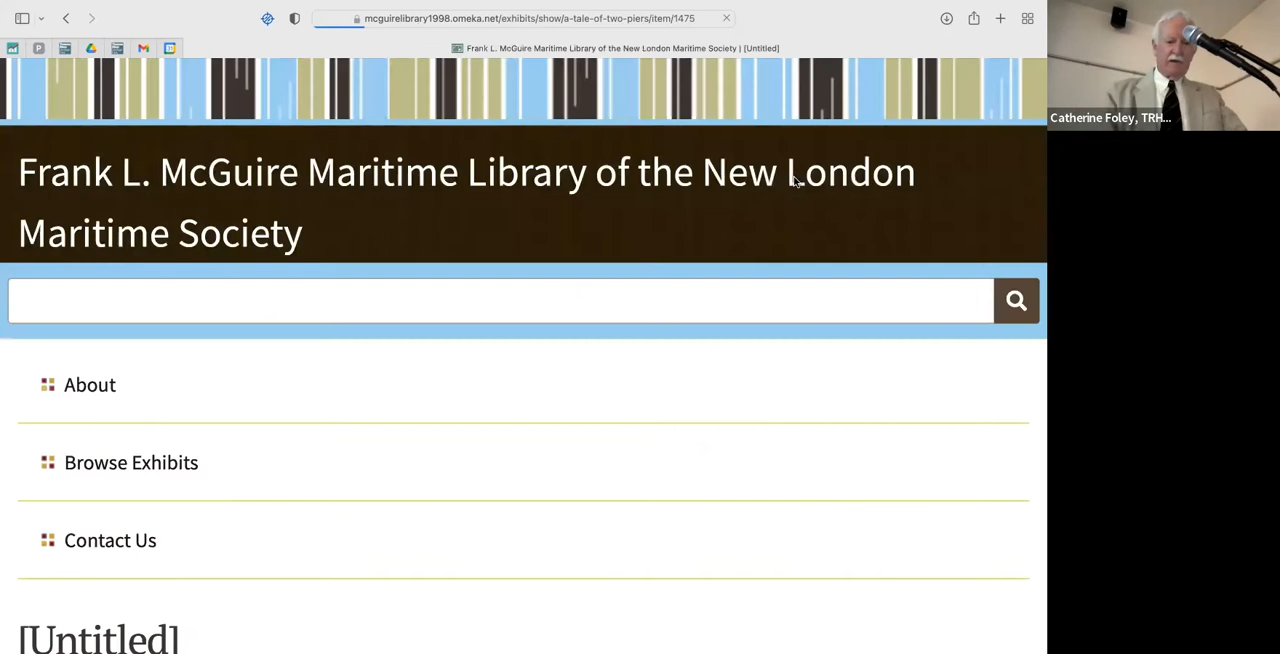 mcguirelibrary1998.omeka.net/exhibits/show/a-tale-of-two-piers/item/1475
Frank L. McGuire Maritime Library of the New London Maritime Society | [Untitled]
Catherine Foley, TRH...
Frank L. McGuire Maritime Library of the New London
Maritime Society
About
Browse Exhibits
Contact Us
[Untitled]